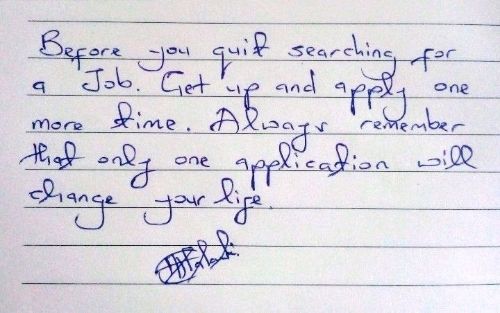 Before you quit searching for
a Job. Get up and apply one
more time. Always remember
that only one application will
change your life.